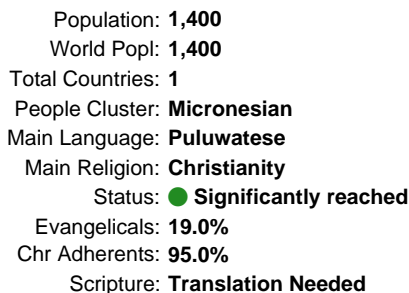 Population: 1,400
World Popl: 1,400
Total Countries: 1
People Cluster: Micronesian
Main Language: Puluwatese
Main Religion: Christianity
Status: Significantly reached
Evangelicals: 19.0%
Chr Adherents: 95.0%
Scripture: Translation Needed